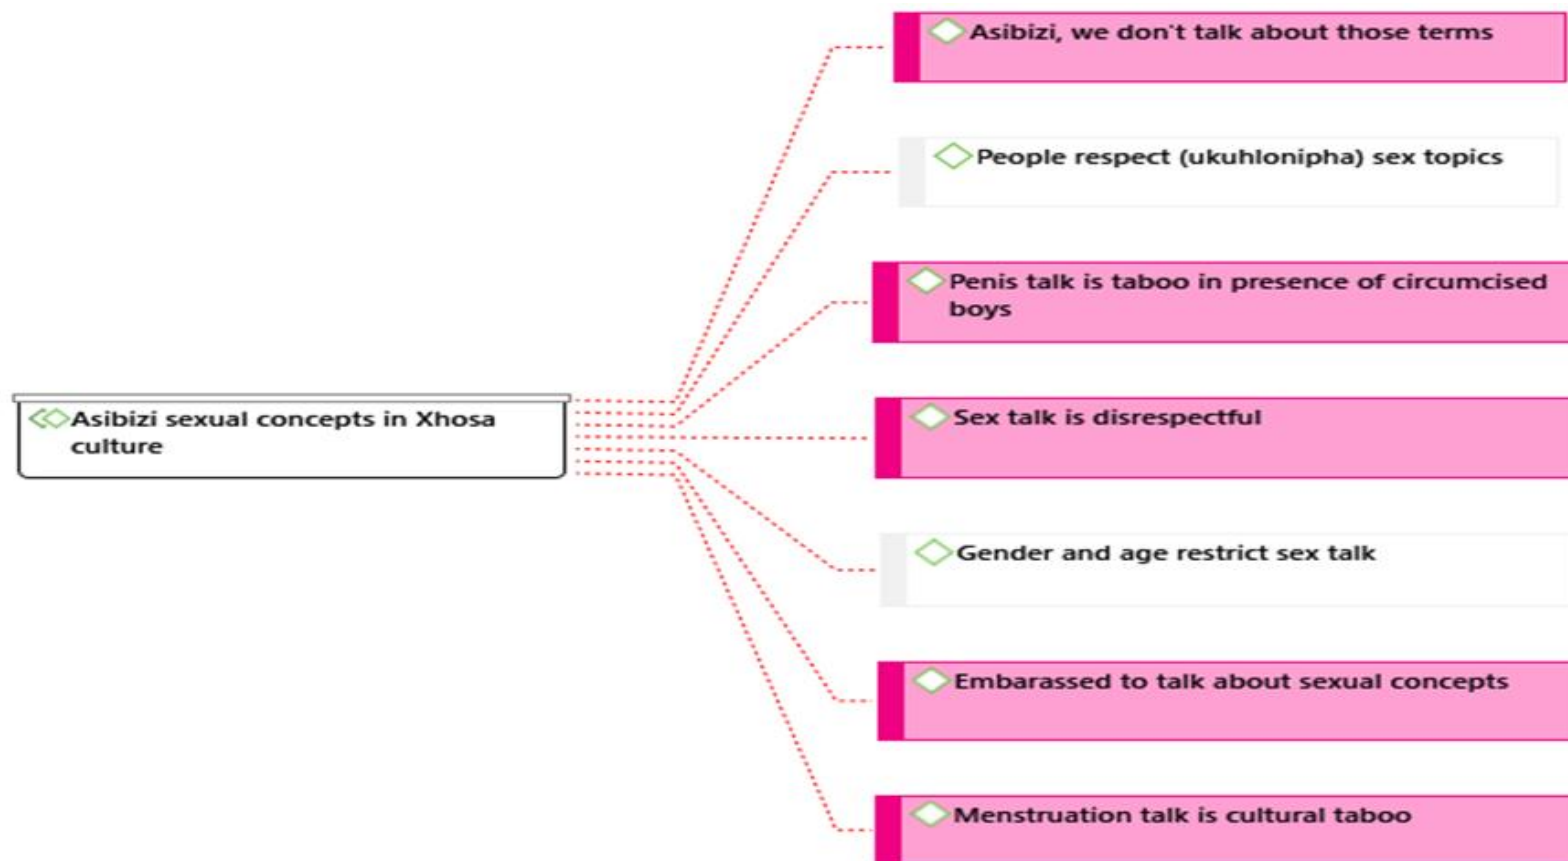 Asibizi, we don't talk about those terms
People respect (ukuhlonipha) sex topics
Penis talk is taboo in presence of circumcised
boys
Asibizi sexual concepts in Xhosa
culture
Sex talk is disrespectful
Gender and age restrict sex talk
Embarassed to talk about sexual concepts
Menstruation talk is cultural taboo